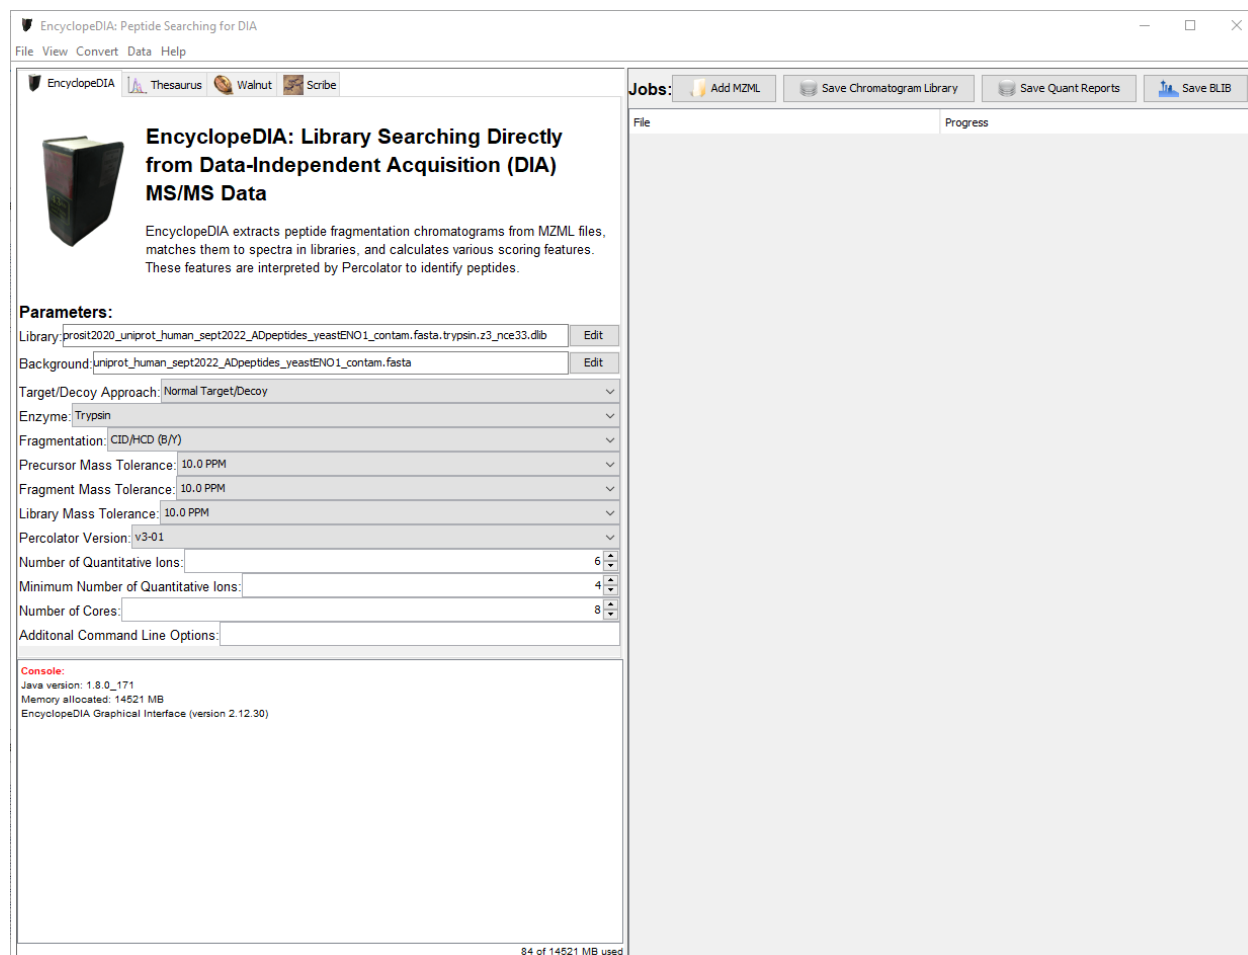 EncyclopeDIA: Peptide Searching for DIA
File View Convert Data Help
EncyclopeDIA Thesaurus Walnut Scribe
EncyclopeDIA: Library Searching Directly
from Data-Independent Acquisition (DIA)
MS/MS Data
EncyclopeDIA extracts peptide fragmentation chromatograms from MZML files,
matches them to spectra in libraries, and calculates various scoring features.
These features are interpreted by Percolator to identify peptides.
Parameters:
Library: prosit2020_uniprot_human_sept2022_ADpeptides_yeastENO1_contam.fasta.trypsin.z3_nce33.dlib Edit
Background: uniprot_human_sept2022_ADpeptides_yeastENO1_contam.fasta Edit
Target/Decoy Approach: Normal Target/Decoy
Enzyme: Trypsin
Fragmentation: CID/HCD (B/Y)
Precursor Mass Tolerance: 10.0 PPM
Fragment Mass Tolerance: 10.0 PPM
Library Mass Tolerance: 10.0 PPM
Percolator Version: v3-01
Number of Quantitative Ions: 6
Minimum Number of Quantitative Ions: 4
Number of Cores: 8
Additonal Command Line Options:
Console:
Java version: 1.8.0_171
Memory allocated: 14521 MB
EncyclopeDIA Graphical Interface (version 2.12.30)
84 of 14521 MB used
Jobs: Add MZML Save Chromatogram Library Save Quant Reports Save BLIB
File Progress